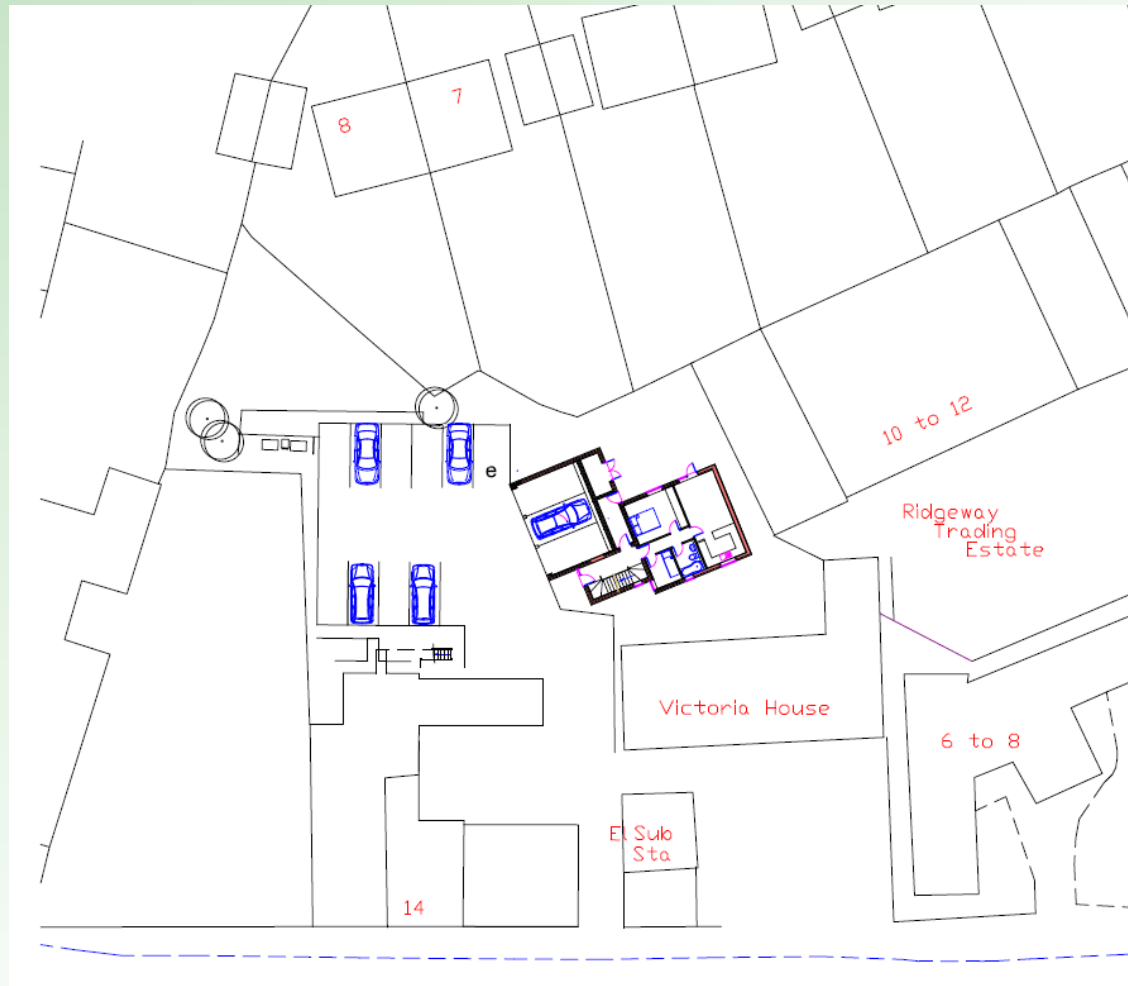 7
8
10 to 12
Ridgeway
Trading
Estate
e
Victoria House
6 to 8
El Sub
Sta
14